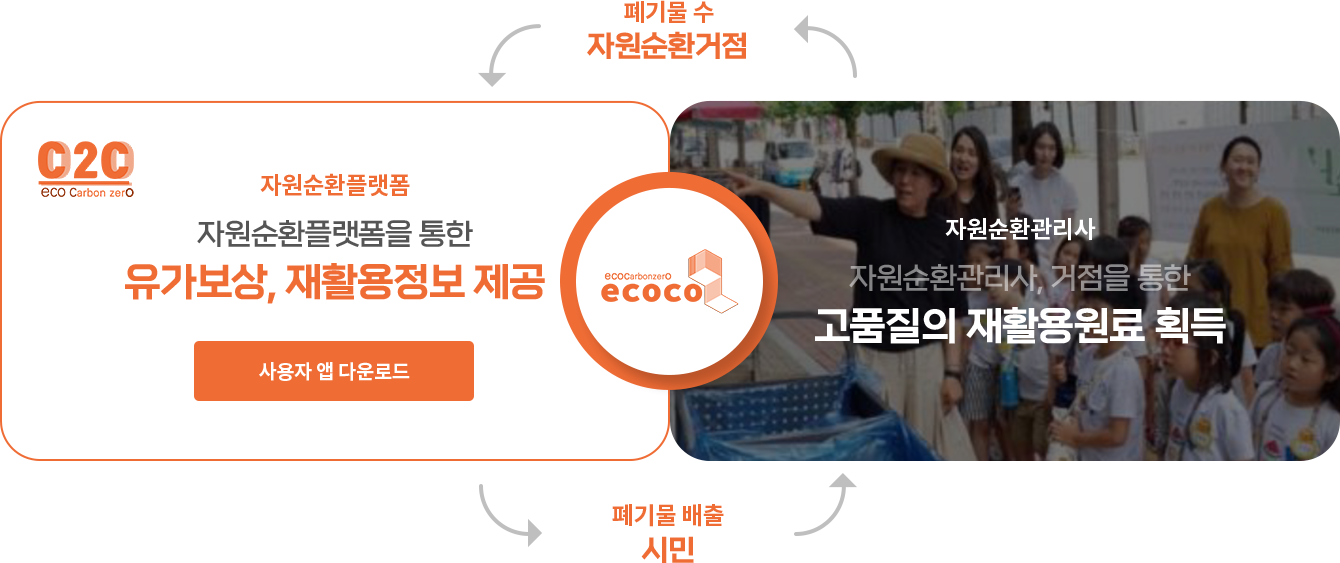 폐기물 수
자원순환거점
C2C
eco Carbon zero
자원순환플랫폼
자원순환플랫폼을 통한
유가보상, 재활용정보 제공
사용자 앱 다운로드
ecoCarbonzero
ecoco
자원순환관리사
자원순환관리사, 거점을 통한
고품질의 재활용원료 획득
폐기물 배출
시민